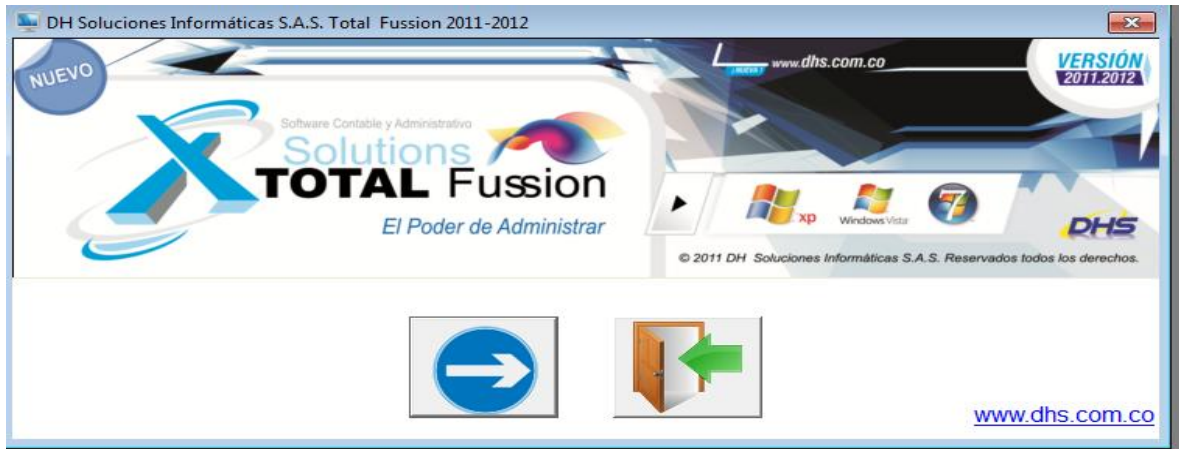 DH Soluciones Informáticas S.A.S. Total Fussion 2011-2012
NUEVO
Software Contable y Administrativo
Solutions
TOTAL Fussion
El Poder de Administrar
¡NUEVO!
www.dhs.com.co
VERSIÓN
2011.2012
xp
Windows Vista
7
DHS
© 2011 DH Soluciones Informáticas S.A.S. Reservados todos los derechos.
www.dhs.com.co